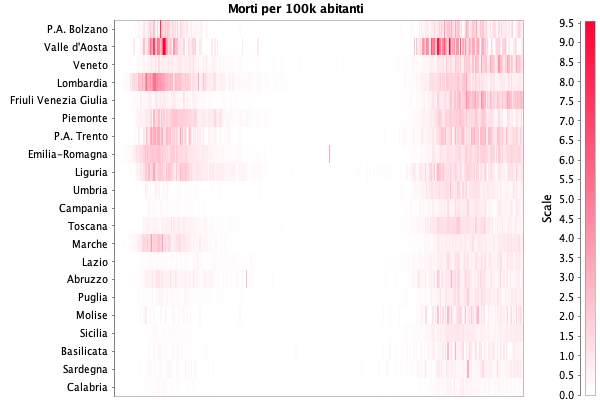 Morti per 100k abitanti
P.A. Bolzano
Valle d'Aosta
Veneto
Lombardia
Friuli Venezia Giulia
Piemonte
P.A. Trento
Emilia-Romagna
Liguria
Umbria
Campania
Toscana
Marche
Lazio
Abruzzo
Puglia
Molise
Sicilia
Basilicata
Sardegna
Calabria
Scale
9.5
9.0
8.5
8.0
7.5
7.0
6.5
6.0
5.5
5.0
4.5
4.0
3.5
3.0
2.5
2.0
1.5
1.0
0.5
0.0